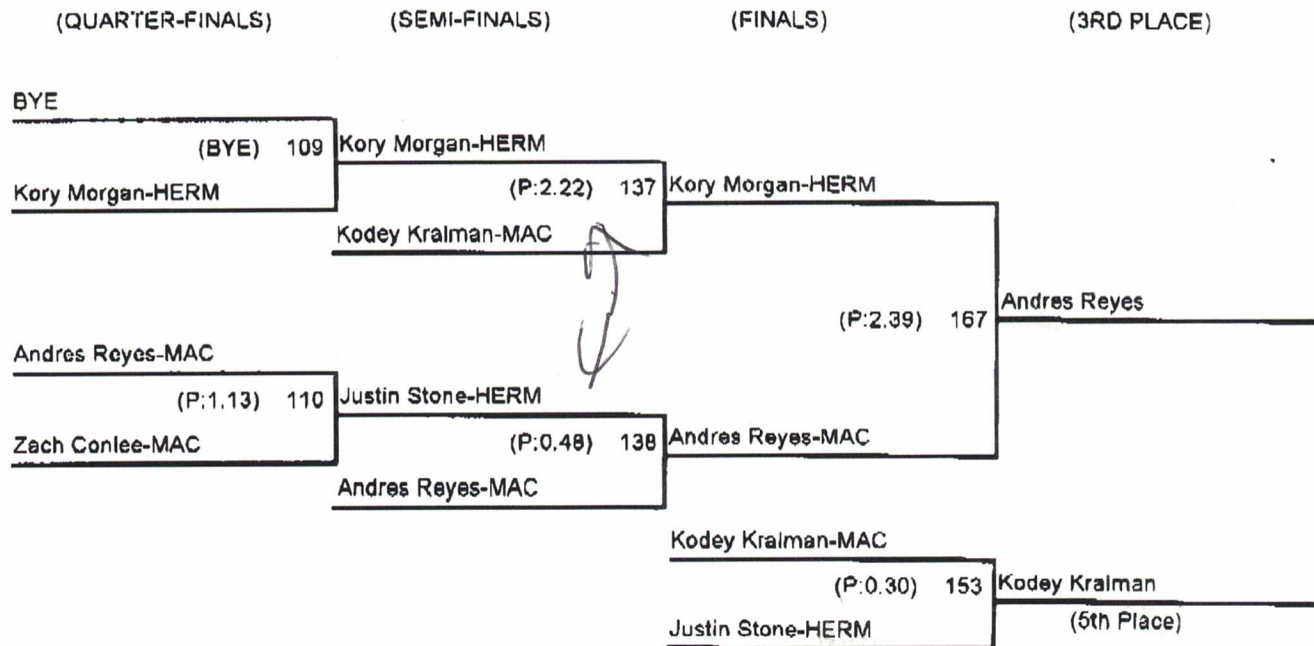 (QUARTER-FINALS) (SEMI-FINALS) (FINALS) (3RD PLACE)
BYE
(BYE) 109 Kory Morgan-HERM
Kory Morgan-HERM (P:2.22) 137 Kory Morgan-HERM
Kodey Kralman-MAC
(P:2.39) 167 Andres Reyes
Andres Reyes-MAC
(P:1.13) 110 Justin Stone-HERM
Zach Conlee-MAC (P:0.48) 138 Andres Reyes-MAC
Andres Reyes-MAC
Kodey Kralman-MAC
(P:0.30) 153 Kodey Kralman
Justin Stone-HERM (5th Place)